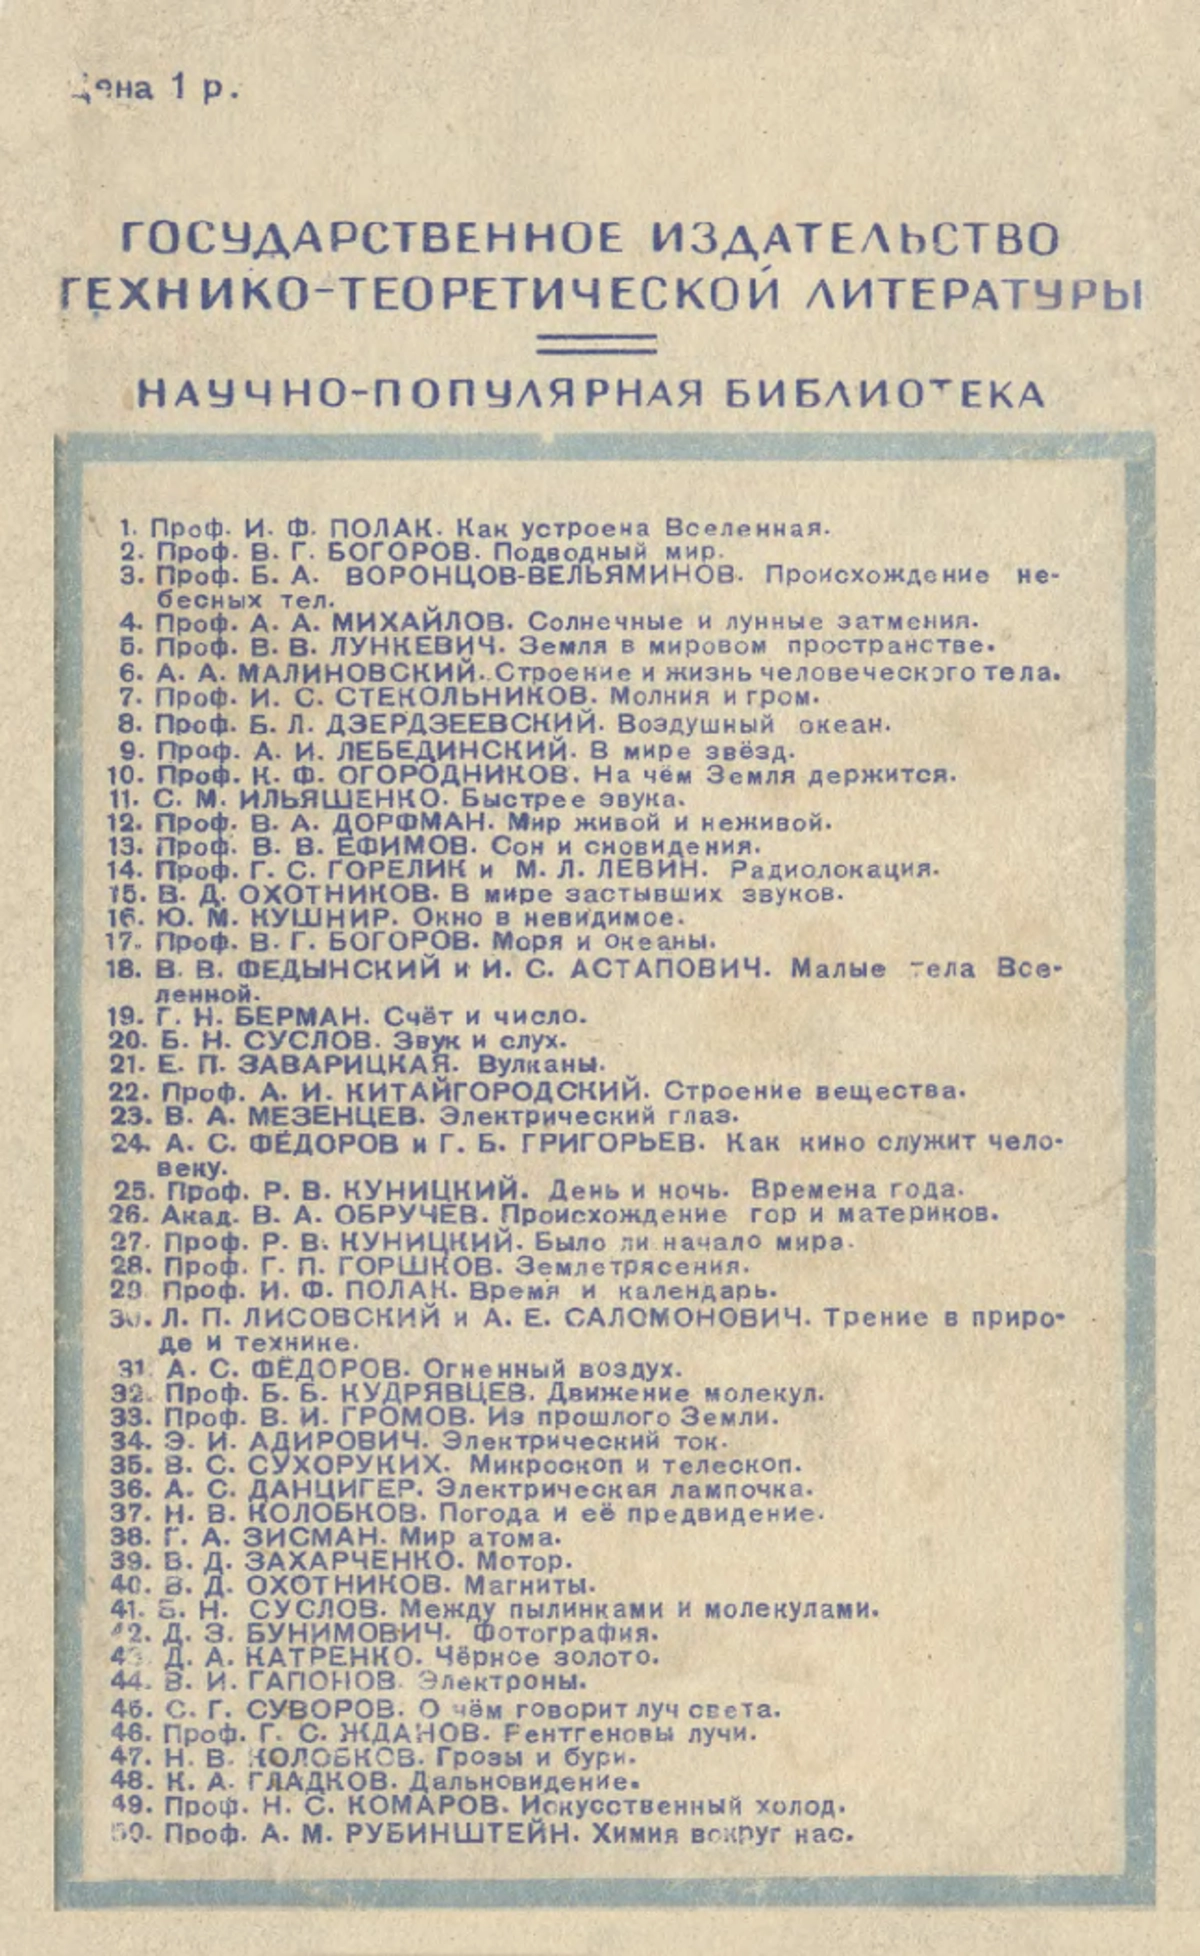 Цена 1 р.
ГОСУДАРСТВЕННОЕ ИЗДАТЕЛЬСТВО
ТЕХНИКО-ТЕОРЕТИЧЕСКОЙ ЛИТЕРАТУРЫ
НАУЧНО-ПОПУЛЯРНАЯ БИБЛИОТЕКА
1. Проф. И. Ф. ПОЛАК. Как устроена Вселенная.
2. Проф. В. Г. БОГОРОВ. Подводный мир.
3. Проф. Б. А. ВОРОНЦОВ-ВЕЛЬЯМИНОВ. Происхождение не-
бесных тел.
4. Проф. А. А. МИХАЙЛОВ. Солнечные и лунные затмения.
5. Проф. В. В. ЛУНКЕВИЧ. Земля в мировом пространстве.
6. А. А. МАЛИНОВСКИЙ. Строение и жизнь человеческого тела.
7. Проф. И. С. СТЕКОЛЬНИКОВ. Молния и гром.
8. Проф. Б. Л. ДЗЕРДЗЕЕВСКИЙ. Воздушный океан.
9. Проф. А. И. ЛЕБЕДИНСКИЙ. В мире звёзд.
10. Проф. К. Ф. ОГОРОДНИКОВ. На чём Земля держится.
11. С. М. ИЛЬЯШЕНКО. Быстрее звука.
12. Проф. В. А. ДОРФМАН. Мир живой и неживой.
13. Проф. В. В. ЕФИМОВ. Сон и сновидения.
14. Проф. Г. С. ГОРЕЛИК и М. Л. ЛЕВИН. Радиолокация.
15. В. Д. ОХОТНИКОВ. В мире застывших звуков.
16. Ю. М. КУШНИР. Окно в невидимое.
17. Проф. В. Г. БОГОРОВ. Моря и океаны.
18. В. В. ФЕДЫНСКИЙ и И. С. АСТАПОВИЧ. Малые тела Все-
ленной.
19. Г. Н. БЕРМАН. Счёт и число.
20. Б. Н. СУСЛОВ. Звук и слух.
21. Е. П. ЗАВАРИЦКАЯ. Вулканы.
22. Проф. А. И. КИТАЙГОРОДСКИЙ. Строение вещества.
23. В. А. МЕЗЕНЦЕВ. Электрический глаз.
24. А. С. ФЁДОРОВ и Г. Б. ГРИГОРЬЕВ. Как кино служит чело-
веку.
25. Проф. Р. В. КУНИЦКИЙ. День и ночь. Времена года.
26. Акад. В. А. ОБРУЧЕВ. Происхождение гор и материков.
27. Проф. Р. В. КУНИЦКИЙ. Было ли начало мира.
28. Проф. Г. П. ГОРШКОВ. Землетрясения.
29. Проф. И. Ф. ПОЛАК. Время и календарь.
30. Л. П. ЛИСОВСКИЙ и А. Е. САЛОМОНОВИЧ. Трение в приро-
де и технике.
31. А. С. ФЁДОРОВ. Огненный воздух.
32. Проф. Б. Б. КУДРЯВЦЕВ. Движение молекул.
33. Проф. В. И. ГРОМОВ. Из прошлого Земли.
34. Э. И. АДИРОВИЧ. Электрический ток.
35. В. С. СУХОРУКИХ. Микроскоп и телескоп.
36. А. С. ДАНЦИГЕР. Электрическая лампочка.
37. Н. В. КОЛОБКОВ. Погода и её предвидение.
38. Г. А. ЗИСМАН. Мир атома.
39. В. Д. ЗАХАРЧЕНКО. Мотор.
40. В. Д. ОХОТНИКОВ. Магниты.
41. Б. Н. СУСЛОВ. Между пылинками и молекулами.
42. Д. З. БУНИМОВИЧ. Фотография.
43. Д. А. КАТРЕНКО. Чёрное золото.
44. В. И. ГАПОНОВ. Электроны.
45. С. Г. СУВОРОВ. О чём говорит луч света.
46. Проф. Г. С. ЖДАНОВ. Рентгеновы лучи.
47. Н. В. КОЛОБКОВ. Грозы и бури.
48. К. А. ГЛАДКОВ. Дальновидение.
49. Проф. Н. С. КОМАРОВ. Искусственный холод.
50. Проф. А. М. РУБИНШТЕЙН. Химия вокруг нас.